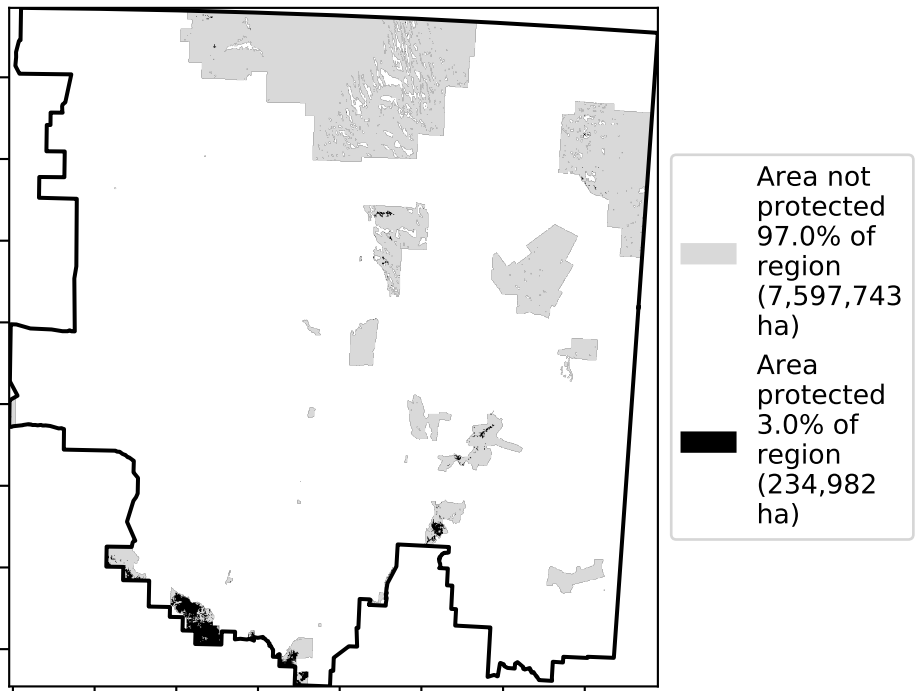 Area not
protected
97.0% of
region
(7,597,743
ha)
Area
protected
3.0% of
region
(234,982
ha)